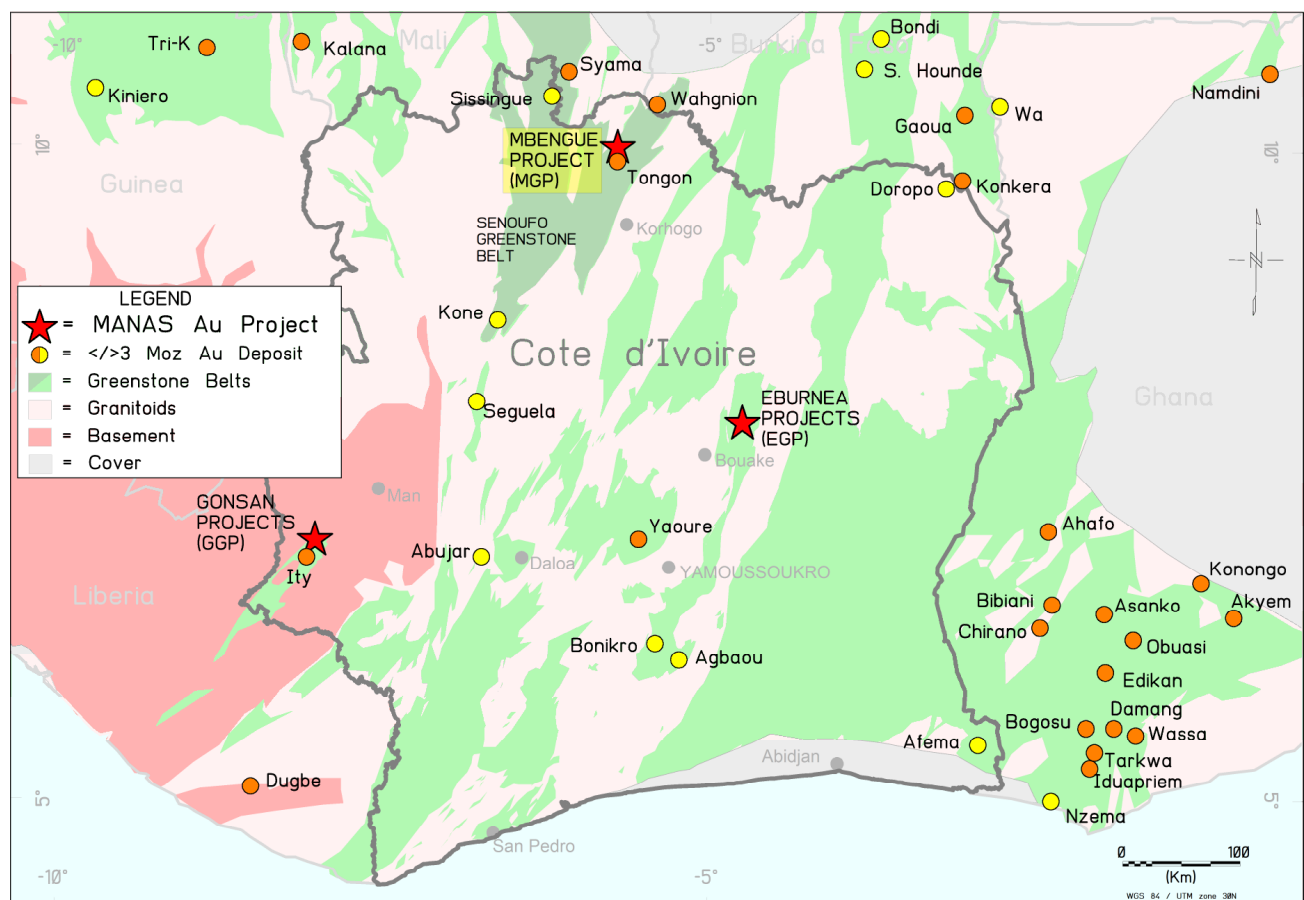 -10°
-5°
Tri-K
Kalana
Mali
Burkina
Bondi
S. Hounde
Kiniero
Syama
Sissingue
Wahgnion
Gaoua
Wa
Namdini
10°
10°
MBENGUE
PROJECT
(MGP)
Tongon
Guinea
Doropo
Konkera
SENOUFO
GREENSTONE
BELT
Korhogo
N
LEGEND
= MANAS Au Project
= </>3 Moz Au Deposit
= Greenstone Belts
= Granitoids
= Basement
= Cover
Kone
Cote d'Ivoire
Seguela
EBURNEA
PROJECTS
(EGP)
Bouake
Ghana
Man
GONSAN
PROJECTS
(GGP)
Ity
Abujar
Daloa
Yaoure
YAMOUSSOUKRO
Ahafo
Konongo
Liberia
Bibiani
Chirano
Asanko
Akyem
Obuasi
Bonikro
Agbaou
Edikan
Damang
Bogosu
Wassa
Afema
Tarkwa
Iduapriem
Abidjan
Dugbe
Nzema
5°
5°
San Pedro
0 100
(Km)
-10°
-5°
WGS 84 / UTM zone 30N